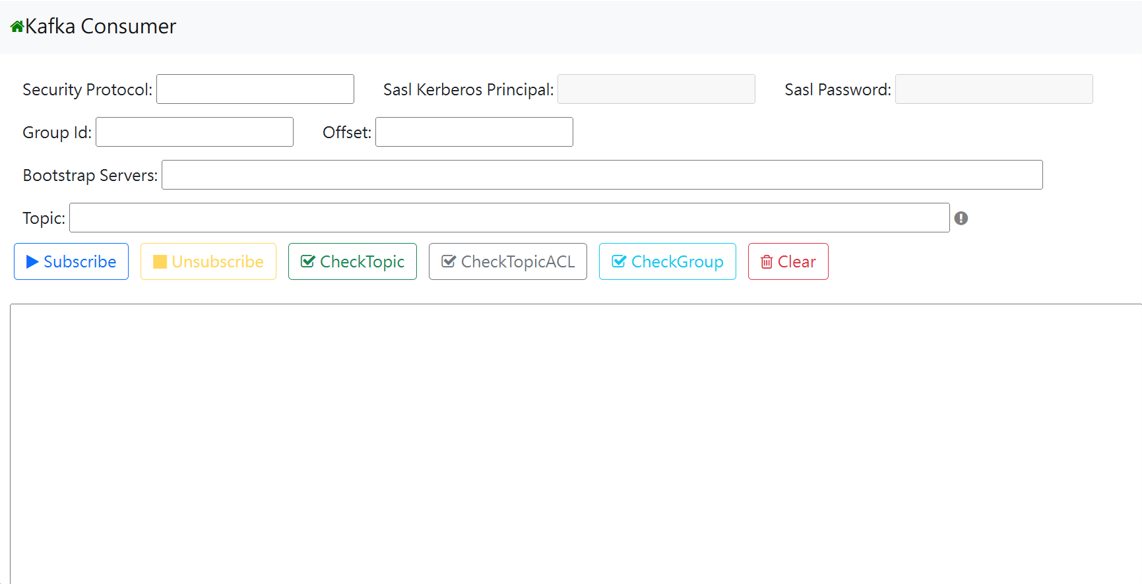 Kafka Consumer
Security Protocol: Sasl Kerberos Principal: Sasl Password:
Group Id: Offset:
Bootstrap Servers:
Topic:
Subscribe Unsubscribe CheckTopic CheckTopicACL CheckGroup Clear